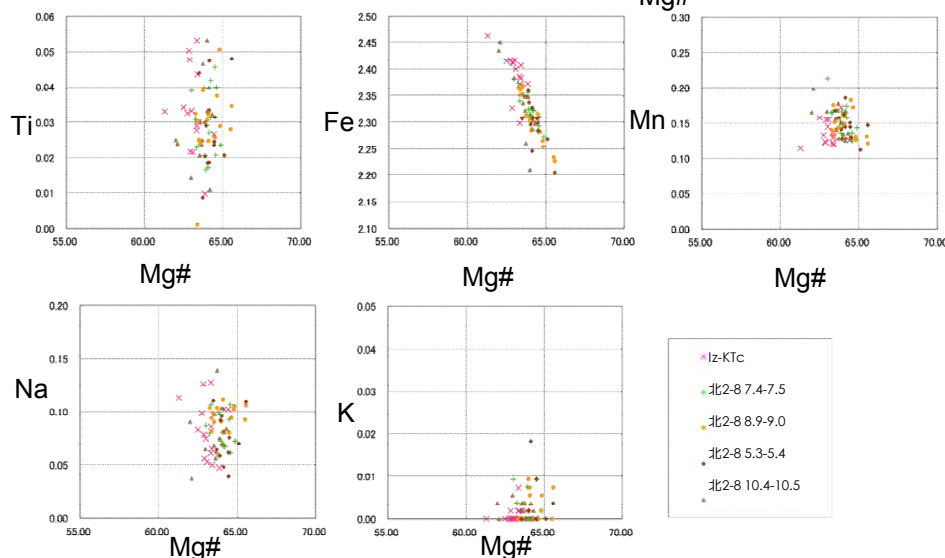 Mg#
0.06 2.50 0.30
0.05 2.45 0.25
2.40
0.04 2.35 0.20
Ti 0.03 Fe 2.30 Mn 0.15
0.02 2.25 0.10
2.20
0.01 2.15 0.05
0.00 2.10 0.00
55.00 60.00 65.00 70.00 55.00 60.00 65.00 70.00 55.00 60.00 65.00 70.00
Mg# Mg# Mg#
0.20 0.05
0.15 0.04
Na 0.10 K 0.03
0.02
0.05 0.01
0.00 0.00
55.00 60.00 65.00 70.00 55.00 60.00 65.00 70.00
Mg# Mg#
Iz-KTc
北2-8 7.4-7.5
北2-8 8.9-9.0
北2-8 5.3-5.4
北2-8 10.4-10.5